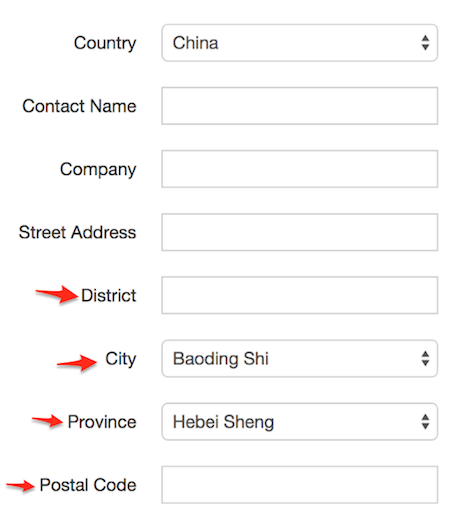 Country China
Contact Name
Company
Street Address
District
City Baoding Shi
Province Hebei Sheng
Postal Code